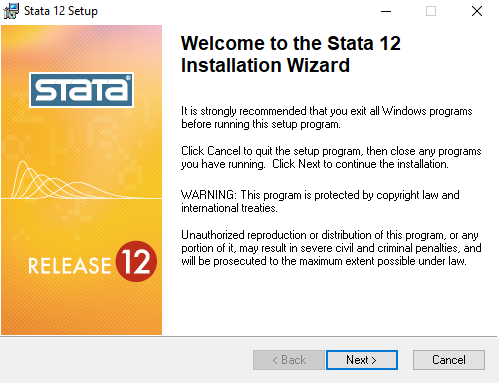 Stata 12 Setup
Welcome to the Stata 12
Installation Wizard
It is strongly recommended that you exit all Windows programs
before running this setup program.
Click Cancel to quit the setup program, then close any programs
you have running. Click Next to continue the installation.
WARNING: This program is protected by copyright law and
international treaties.
Unauthorized reproduction or distribution of this program, or any
portion of it, may result in severe civil and criminal penalties, and
will be prosecuted to the maximum extent possible under law.
STATA®
RELEASE 12
< Back
Next >
Cancel